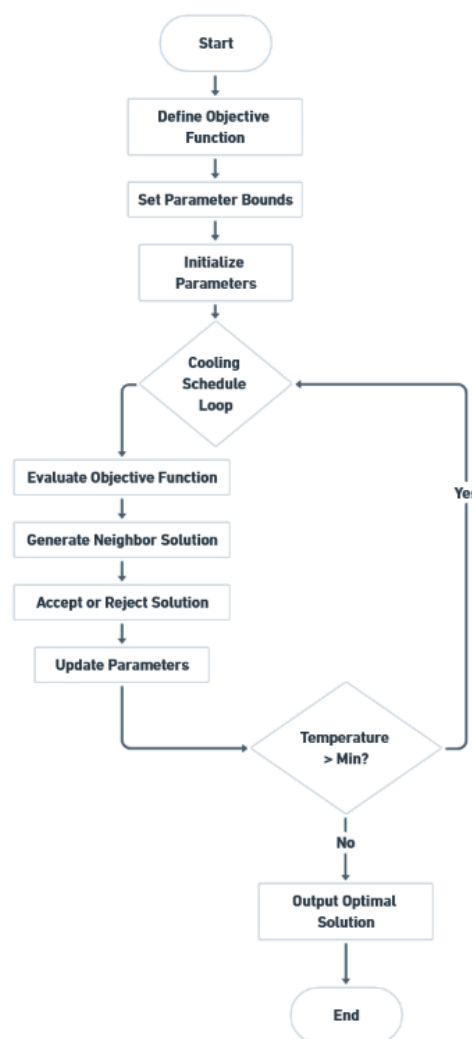 Start
Define Objective
Function
Set Parameter Bounds
Initialize
Parameters
Cooling
Schedule
Loop
Evaluate Objective Function
Generate Neighbor Solution
Accept or Reject Solution
Update Parameters
Temperature
> Min?
Yes
No
Output Optimal
Solution
End